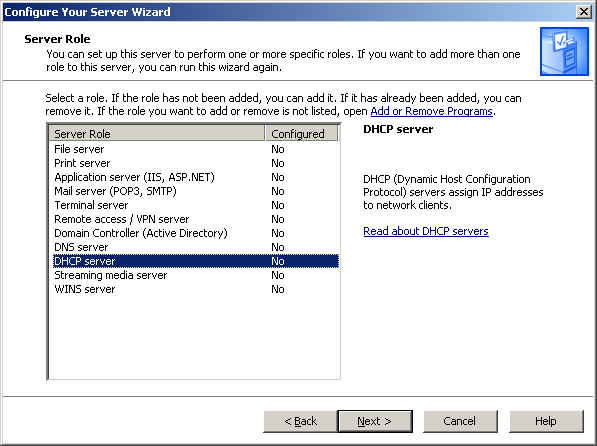 Configure Your Server Wizard
Server Role
You can set up this server to perform one or more specific roles. If you want to add more than one
role to this server, you can run this wizard again.
Select a role. If the role has not been added, you can add it. If it has already been added, you can
remove it. If the role you want to add or remove is not listed, open Add or Remove Programs.
Server Role Configured
File server No
Print server No
Application server (IIS, ASP.NET) No
Mail server (POP3, SMTP) No
Terminal server No
Remote access / VPN server No
Domain Controller (Active Directory) No
DNS server No
DHCP server No
Streaming media server No
WINS server No
DHCP server
DHCP (Dynamic Host Configuration
Protocol) servers assign IP addresses
to network clients.
Read about DHCP servers
< Back Next > Cancel Help